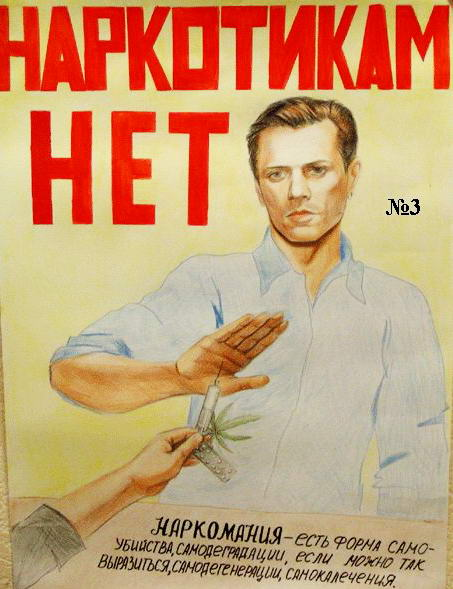 НАРКОТИКАМ
НЕТ
№3
НАРКОМАНИЯ – ЕСТЬ ФОРМА САМО-
УБИЙСТВА, САМОДЕГРАДАЦИИ, ЕСЛИ МОЖНО ТАК
ВЫРАЗИТЬСЯ, САМОДЕГЕНЕРАЦИИ, САМОКАЛЕЧЕНИЯ.